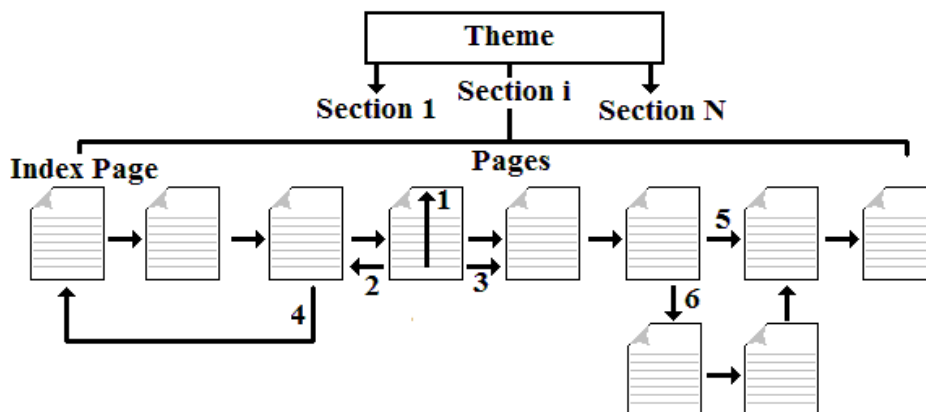 Theme
Section 1
Section i
Section N
Index Page
Pages
1
2
3
4
5
6